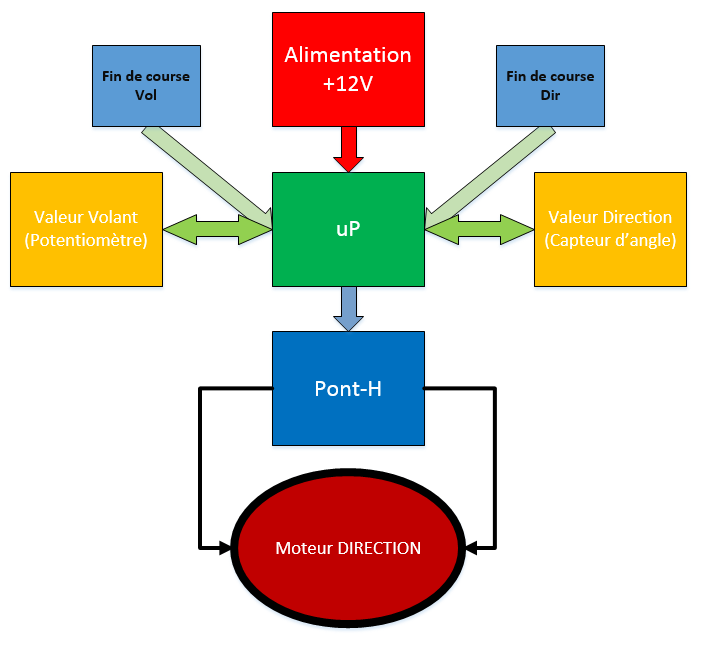 Alimentation
+12V
Fin de course
Vol
Fin de course
Dir
Valeur Volant
(Potentiomètre)
uP
Valeur Direction
(Capteur d’angle)
Pont-H
Moteur DIRECTION